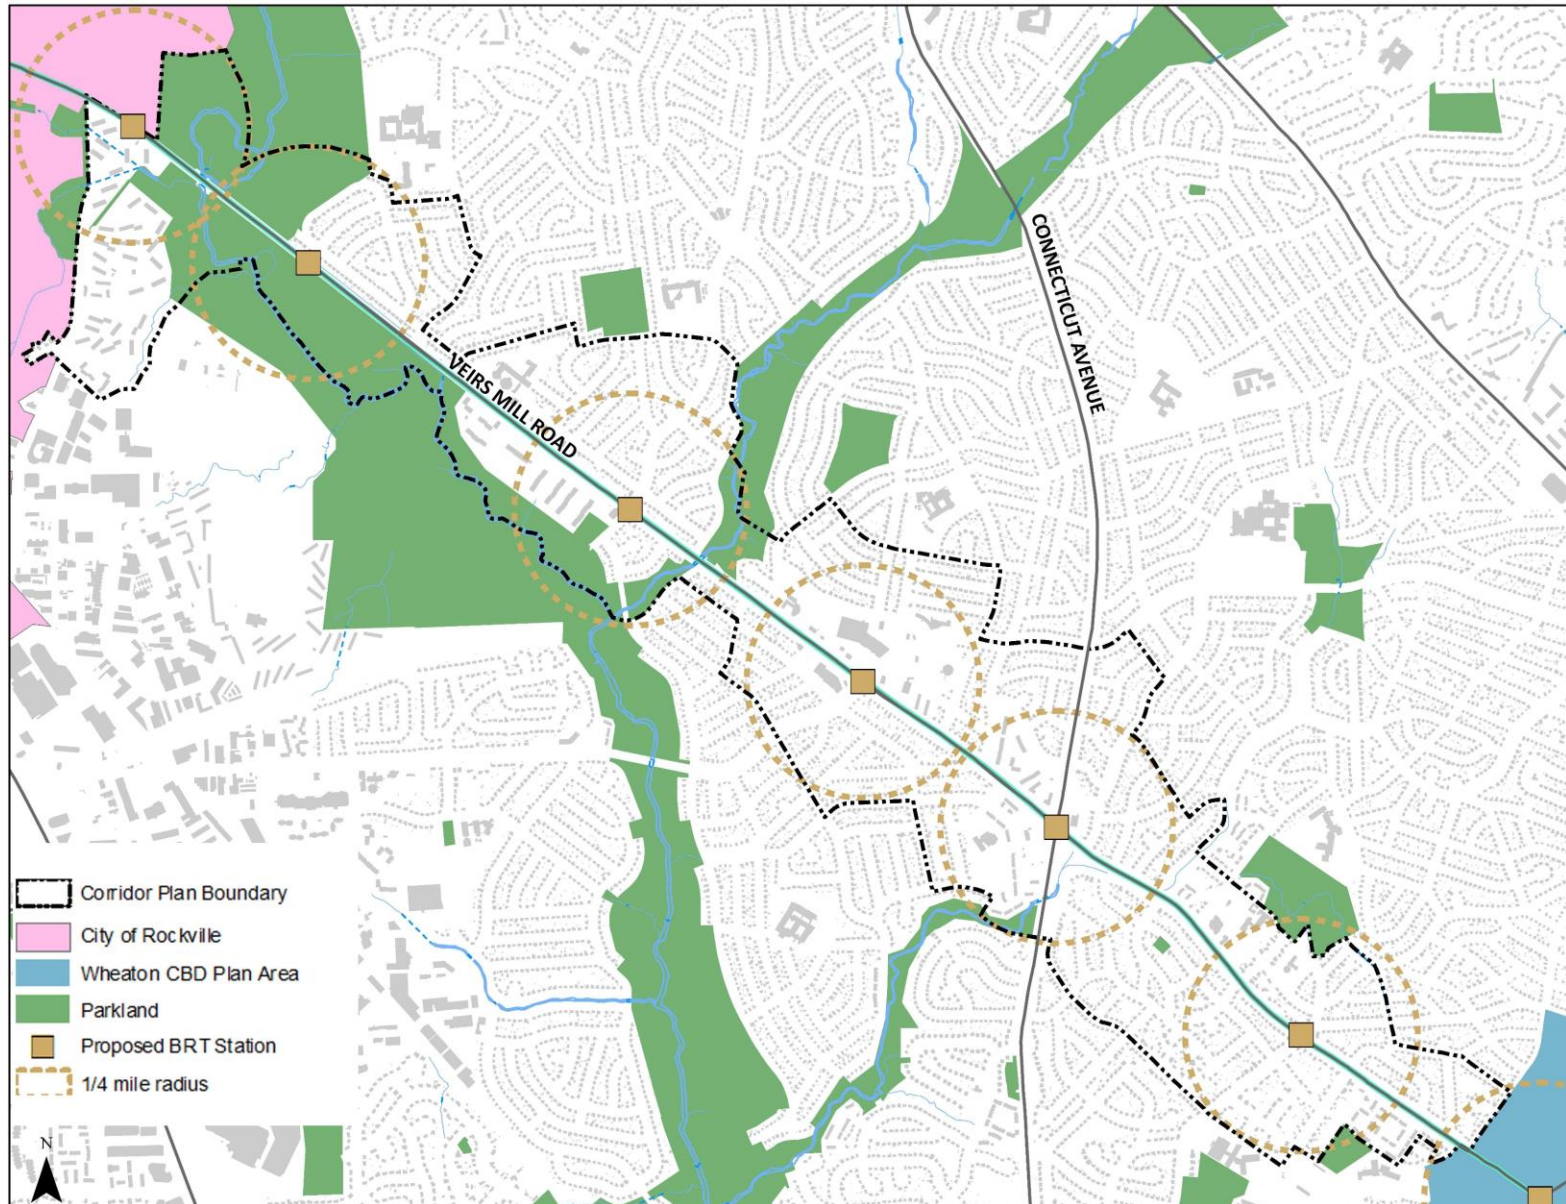 CONNECTICUT AVENUE
VEIRS MILL ROAD
Corridor Plan Boundary
City of Rockville
Wheaton CBD Plan Area
Parkland
Proposed BRT Station
1/4 mile radius
N